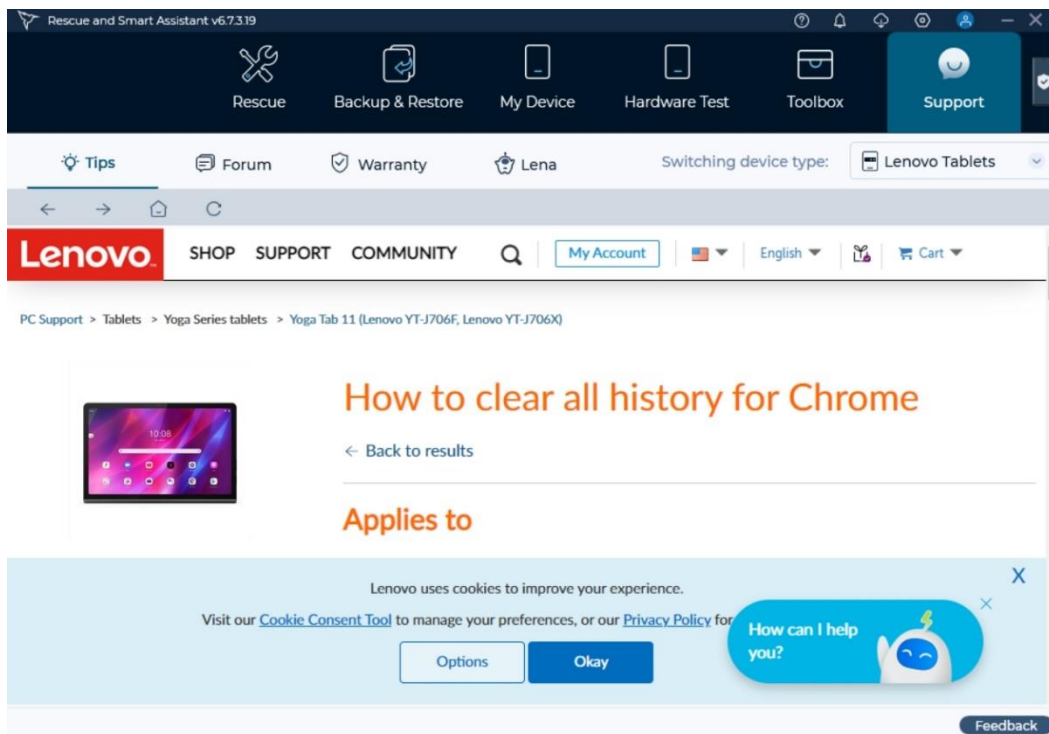 Rescue and Smart Assistant v6.7.3.19
Rescue
Backup & Restore
My Device
Hardware Test
Toolbox
Support
Tips
Forum
Warranty
Lena
Switching device type:
Lenovo Tablets
Lenovo.
SHOP
SUPPORT
COMMUNITY
My Account
English
Cart
PC Support > Tablets > Yoga Series tablets > Yoga Tab 11 (Lenovo YT-J706F, Lenovo YT-J706X)
10:08
How to clear all history for Chrome
← Back to results
Applies to
Lenovo uses cookies to improve your experience.
X
Visit our Cookie Consent Tool to manage your preferences, or our Privacy Policy for
How can I help
you?
Options
Okay
Feedback